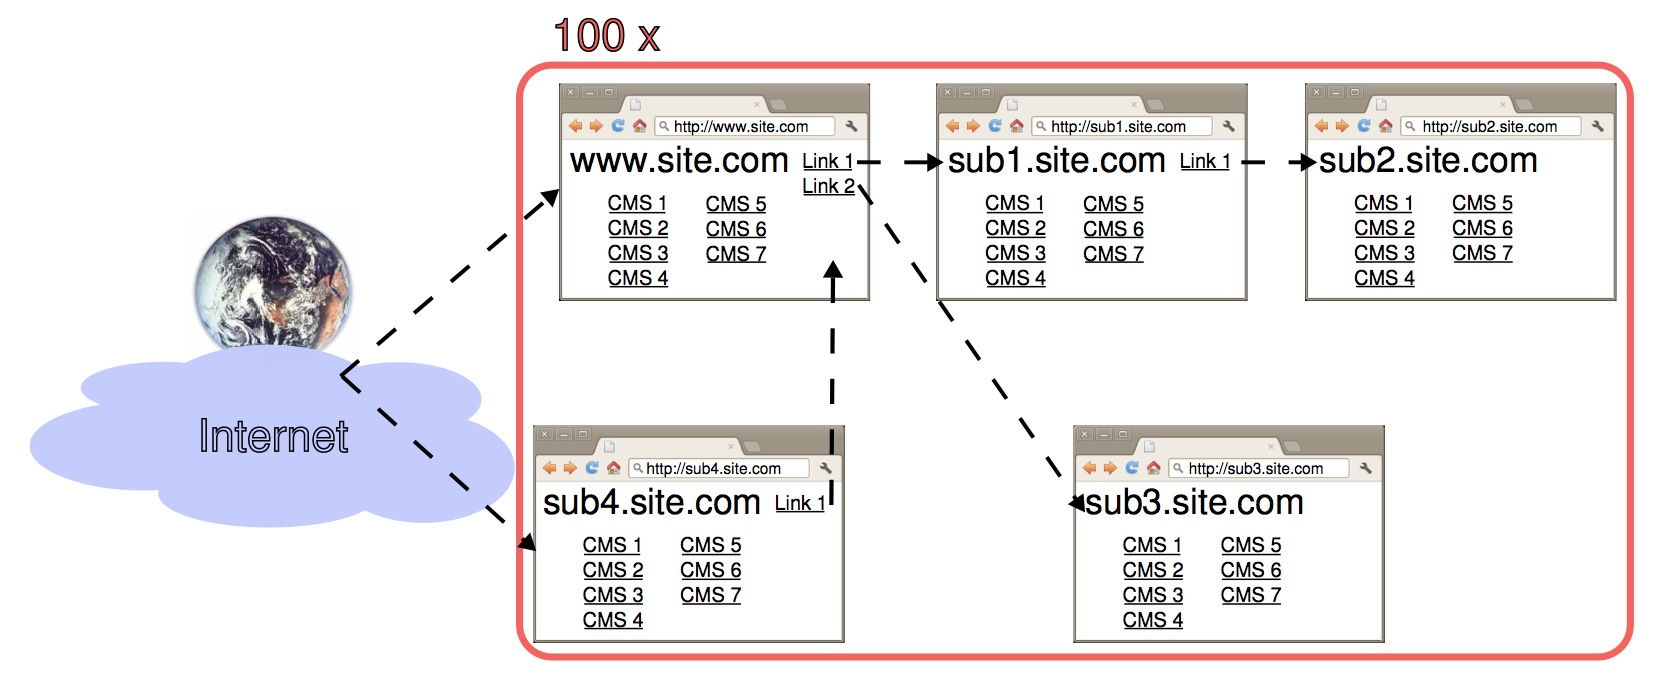 100 x
http://www.site.com
www.site.com Link 1
Link 2
CMS 1 CMS 5
CMS 2 CMS 6
CMS 3 CMS 7
CMS 4
http://sub1.site.com
sub1.site.com Link 1
CMS 1 CMS 5
CMS 2 CMS 6
CMS 3 CMS 7
CMS 4
http://sub2.site.com
sub2.site.com
CMS 1 CMS 5
CMS 2 CMS 6
CMS 3 CMS 7
CMS 4
Internet
http://sub4.site.com
sub4.site.com Link 1
CMS 1 CMS 5
CMS 2 CMS 6
CMS 3 CMS 7
CMS 4
http://sub3.site.com
sub3.site.com
CMS 1 CMS 5
CMS 2 CMS 6
CMS 3 CMS 7
CMS 4